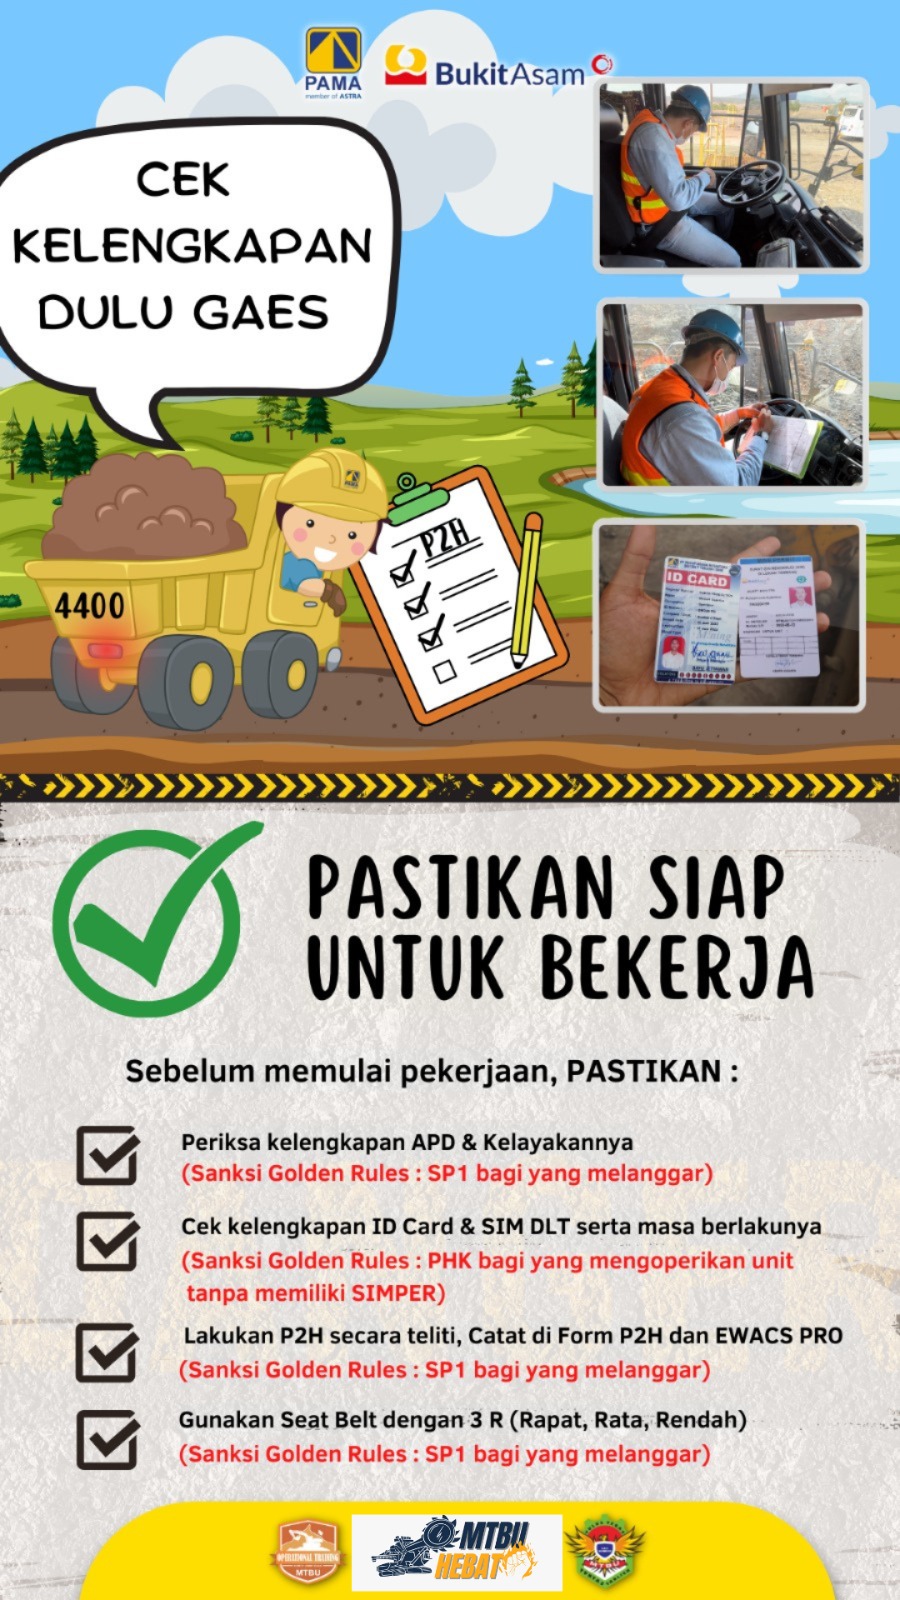 PAMA
member of ASTRA
BukitAsam
CEK
KELENGKAPAN
DULU GAES
4400
P2H
ID CARD
PASTIKAN SIAP
UNTUK BEKERJA
Sebelum memulai pekerjaan, PASTIKAN :
Periksa kelengkapan APD & Kelayakannya
(Sanksi Golden Rules : SP1 bagi yang melanggar)
Cek kelengkapan ID Card & SIM DLT serta masa berlakunya
(Sanksi Golden Rules : PHK bagi yang mengoperikan unit
tanpa memiliki SIMPER)
Lakukan P2H secara teliti, Catat di Form P2H dan EWACS PRO
(Sanksi Golden Rules : SP1 bagi yang melanggar)
Gunakan Seat Belt dengan 3 R (Rapat, Rata, Rendah)
(Sanksi Golden Rules : SP1 bagi yang melanggar)
OPERATIONAL TRAINING
MTBU
MTBU
HEBAT